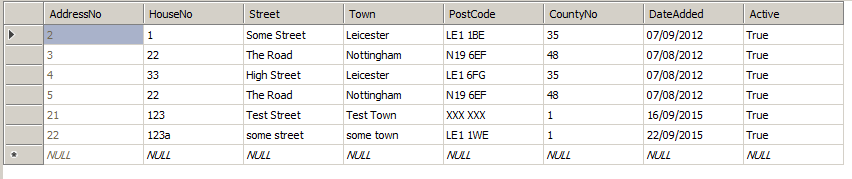 AddressNo HouseNo Street Town PostCode CountyNo DateAdded Active
2 1 Some Street Leicester LE1 1BE 35 07/09/2012 True
3 22 The Road Nottingham N19 6EF 48 07/08/2012 True
4 33 High Street Leicester LE1 6FG 35 07/08/2012 True
5 22 The Road Nottingham N19 6EF 48 07/08/2012 True
21 123 Test Street Test Town XXX XXX 1 16/09/2015 True
22 123a some street some town LE1 1WE 1 22/09/2015 True
NULL NULL NULL NULL NULL NULL NULL NULL